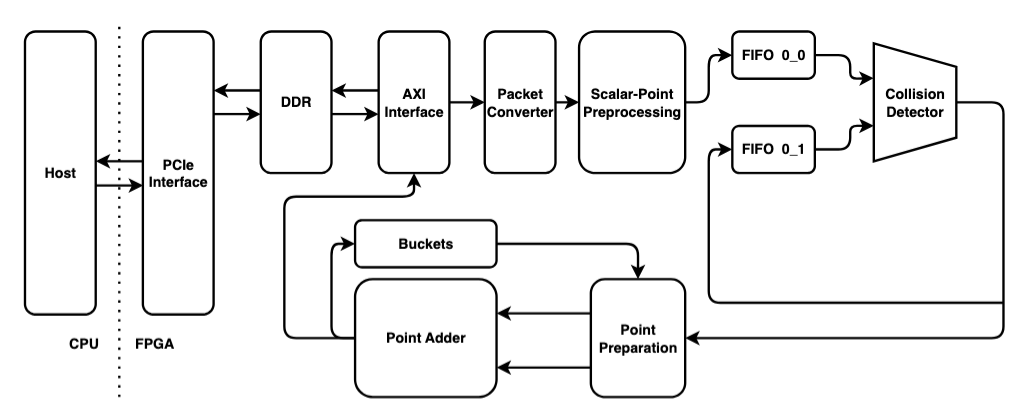 Host
PCIe
Interface
DDR
AXI
Interface
Packet
Converter
Scalar-Point
Preprocessing
FIFO 0_0
FIFO 0_1
Collision
Detector
Buckets
Point Adder
Point
Preparation
CPU
FPGA